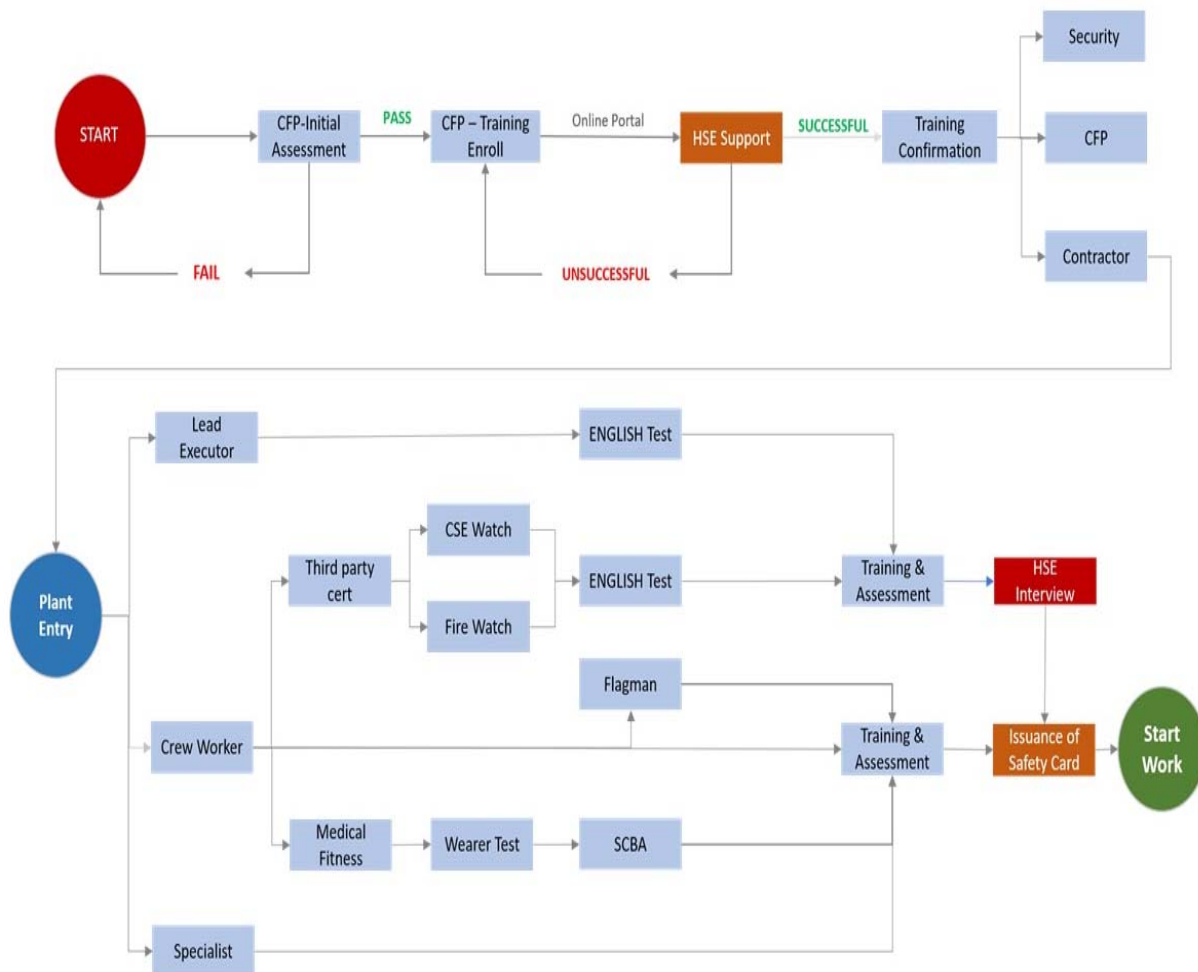 Security
START
CFP-Initial
Assessment
PASS
CFP – Training
Enroll
Online Portal
HSE Support
SUCCESSFUL
Training
Confirmation
CFP
FAIL
UNSUCCESSFUL
Contractor
Lead
Executor
ENGLISH Test
Plant
Entry
Third party
cert
CSE Watch
Fire Watch
ENGLISH Test
Training &
Assessment
HSE
Interview
Flagman
Crew Worker
Training &
Assessment
Issuance of
Safety Card
Start
Work
Medical
Fitness
Wearer Test
SCBA
Specialist